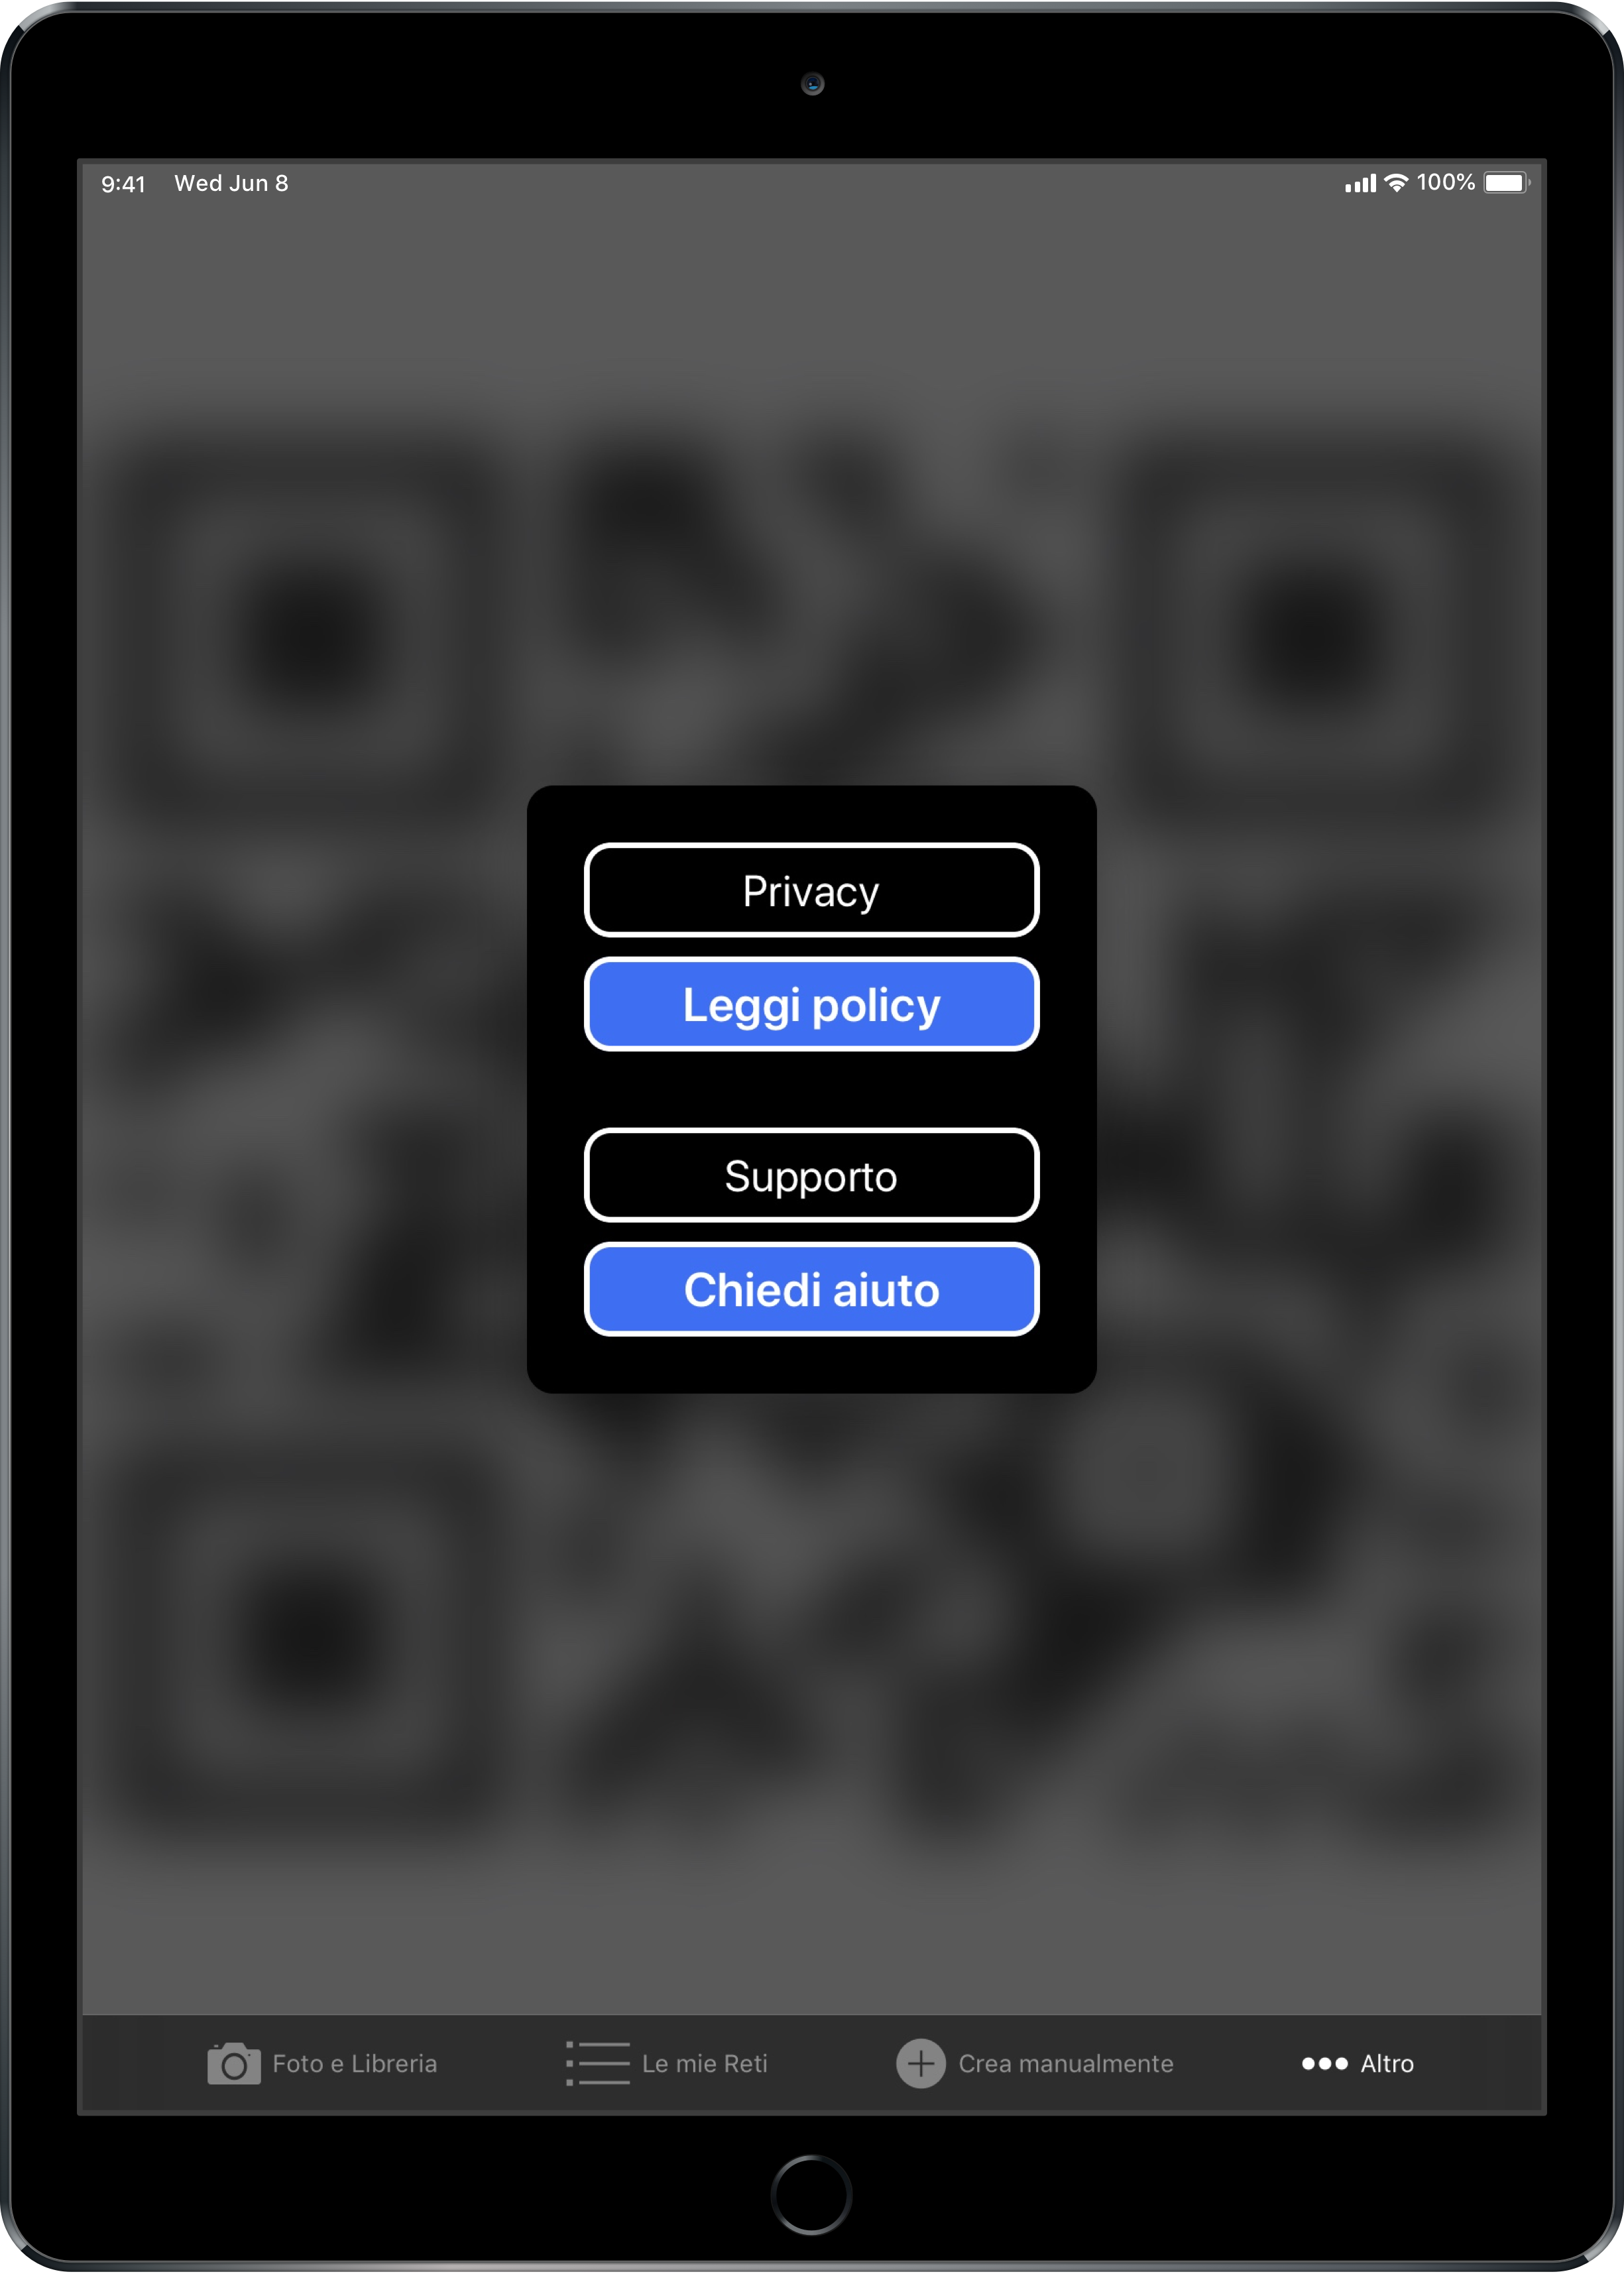 9:41 Wed Jun 8 100%
Privacy
Leggi policy
Supporto
Chiedi aiuto
Foto e Libreria Le mie Reti Crea manualmente Altro